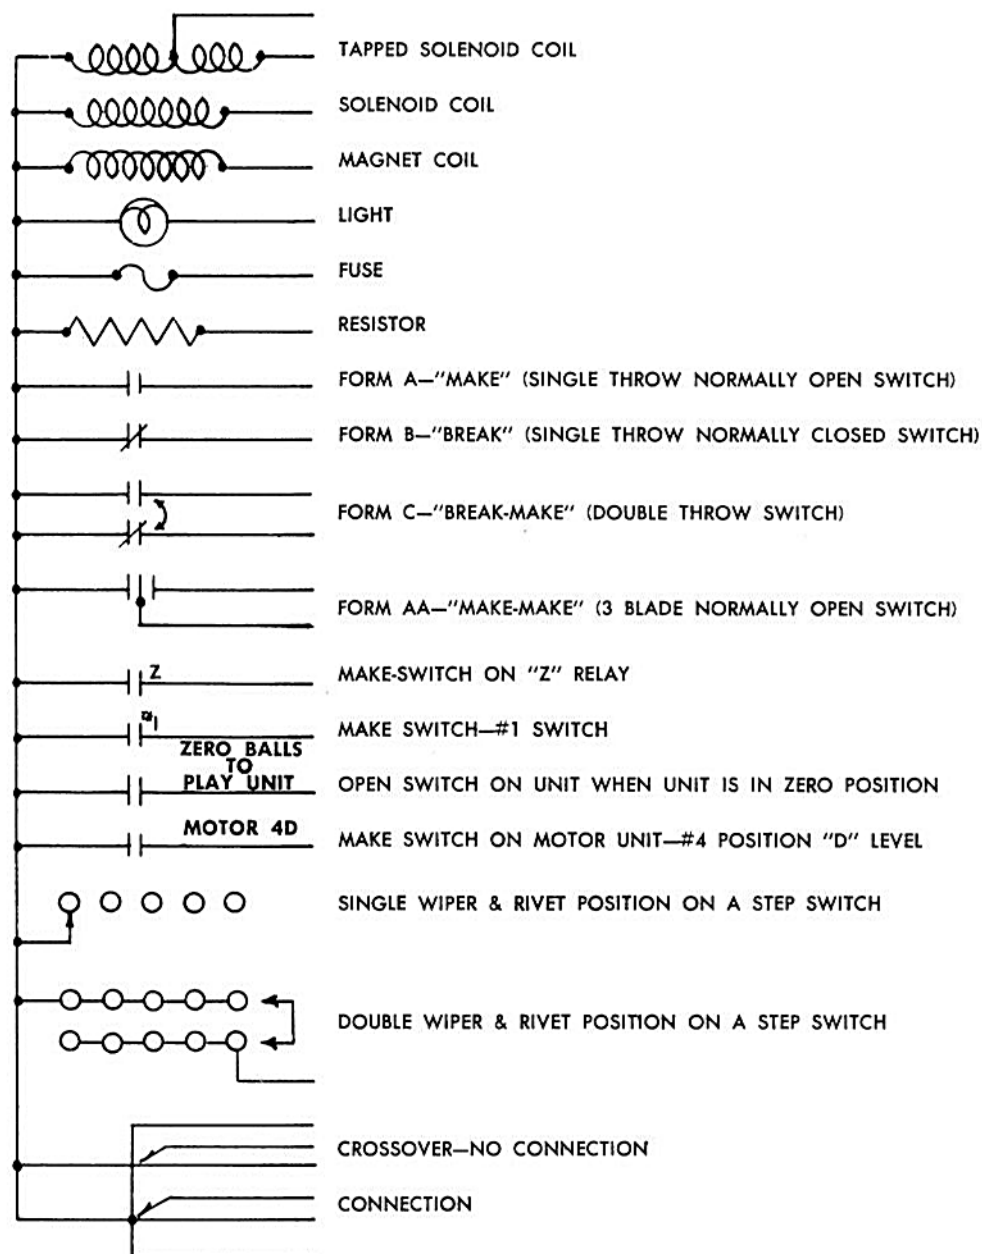 TAPPED SOLENOID COIL
SOLENOID COIL
MAGNET COIL
LIGHT
FUSE
RESISTOR
FORM A—"MAKE" (SINGLE THROW NORMALLY OPEN SWITCH)
FORM B—"BREAK" (SINGLE THROW NORMALLY CLOSED SWITCH)
FORM C—"BREAK-MAKE" (DOUBLE THROW SWITCH)
FORM AA—"MAKE-MAKE" (3 BLADE NORMALLY OPEN SWITCH)
Z
MAKE-SWITCH ON "Z" RELAY
#1
MAKE SWITCH—#1 SWITCH
ZERO BALLS
TO
PLAY UNIT
OPEN SWITCH ON UNIT WHEN UNIT IS IN ZERO POSITION
MOTOR 4D
MAKE SWITCH ON MOTOR UNIT—#4 POSITION "D" LEVEL
SINGLE WIPER & RIVET POSITION ON A STEP SWITCH
DOUBLE WIPER & RIVET POSITION ON A STEP SWITCH
CROSSOVER—NO CONNECTION
CONNECTION